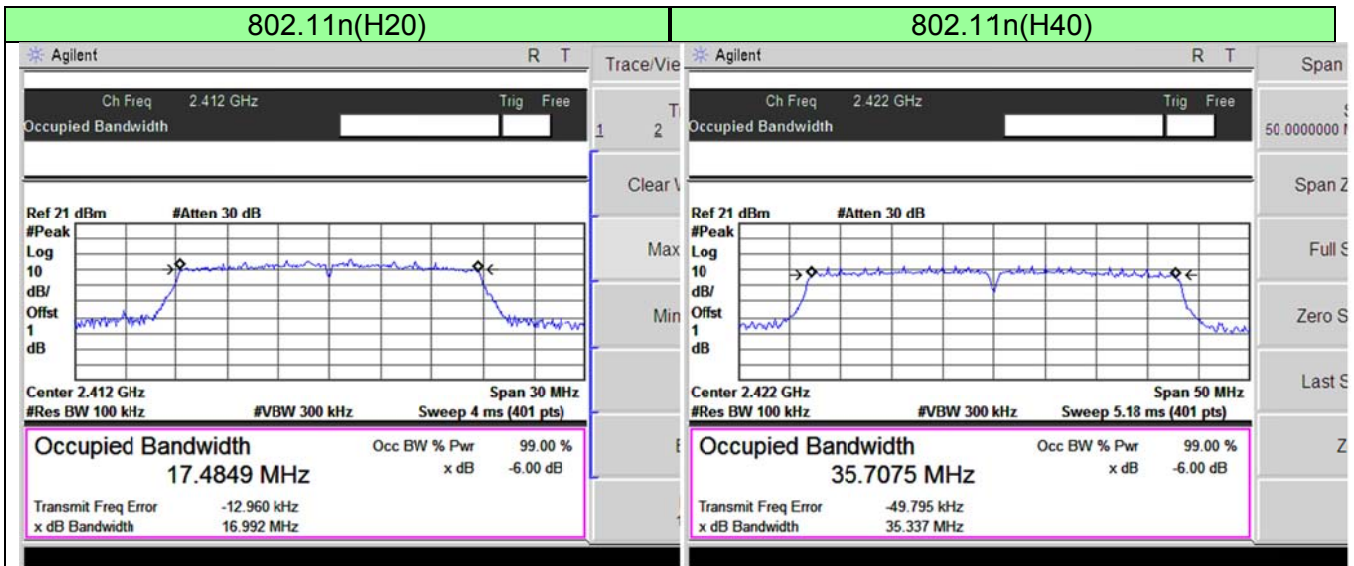 802.11n(H20)
Agilent R T
Trace/Vie
Ch Freq 2.412 GHz Trig Free
Occupied Bandwidth
1 2
Clear
Ref 21 dBm #Atten 30 dB
#Peak
Log
10
dB/
Offst
1
dB
Max
Min
Center 2.412 GHz Span 30 MHz
#Res BW 100 kHz #VBW 300 kHz Sweep 4 ms (401 pts)
Occupied Bandwidth Occ BW % Pwr 99.00 %
17.4849 MHz x dB -6.00 dB
Transmit Freq Error -12.960 kHz
x dB Bandwidth 16.992 MHz
802.11n(H40)
Agilent R T
Span
Ch Freq 2.422 GHz Trig Free
Occupied Bandwidth
50.0000000
Span Z
Ref 21 dBm #Atten 30 dB
#Peak
Log
10
dB/
Offst
1
dB
Full S
Zero S
Last S
Z
Center 2.422 GHz Span 50 MHz
#Res BW 100 kHz #VBW 300 kHz Sweep 5.18 ms (401 pts)
Occupied Bandwidth Occ BW % Pwr 99.00 %
35.7075 MHz x dB -6.00 dB
Transmit Freq Error -49.795 kHz
x dB Bandwidth 35.337 MHz